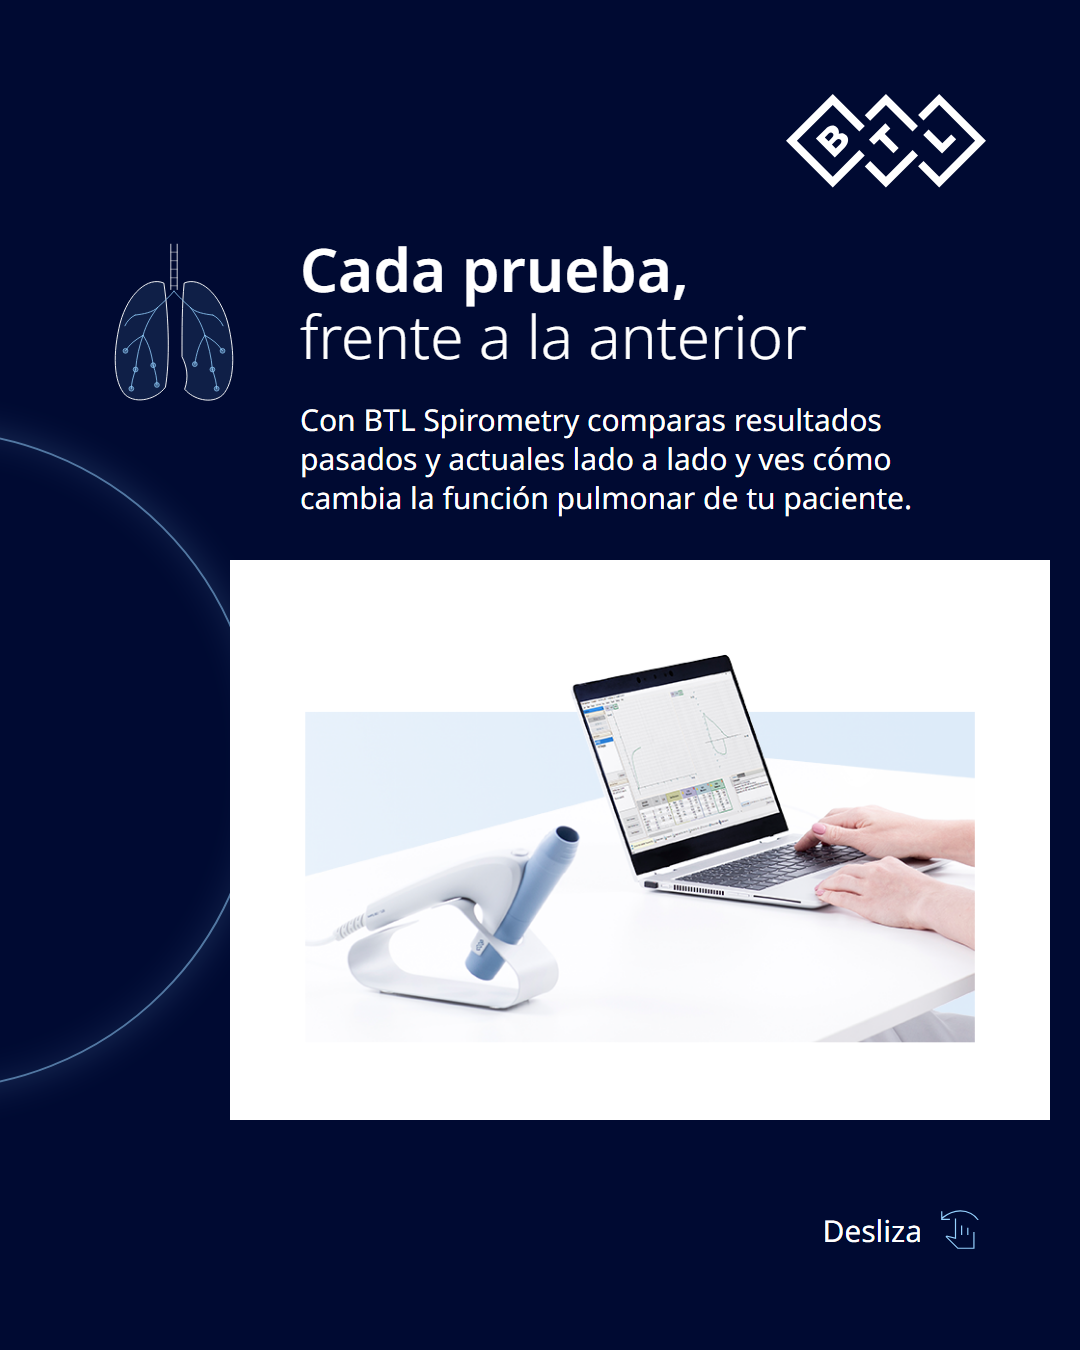 BTL
Cada prueba,
frente a la anterior
Con BTL Spirometry comparas resultados
pasados y actuales lado a lado y ves cómo
cambia la función pulmonar de tu paciente.
Desliza